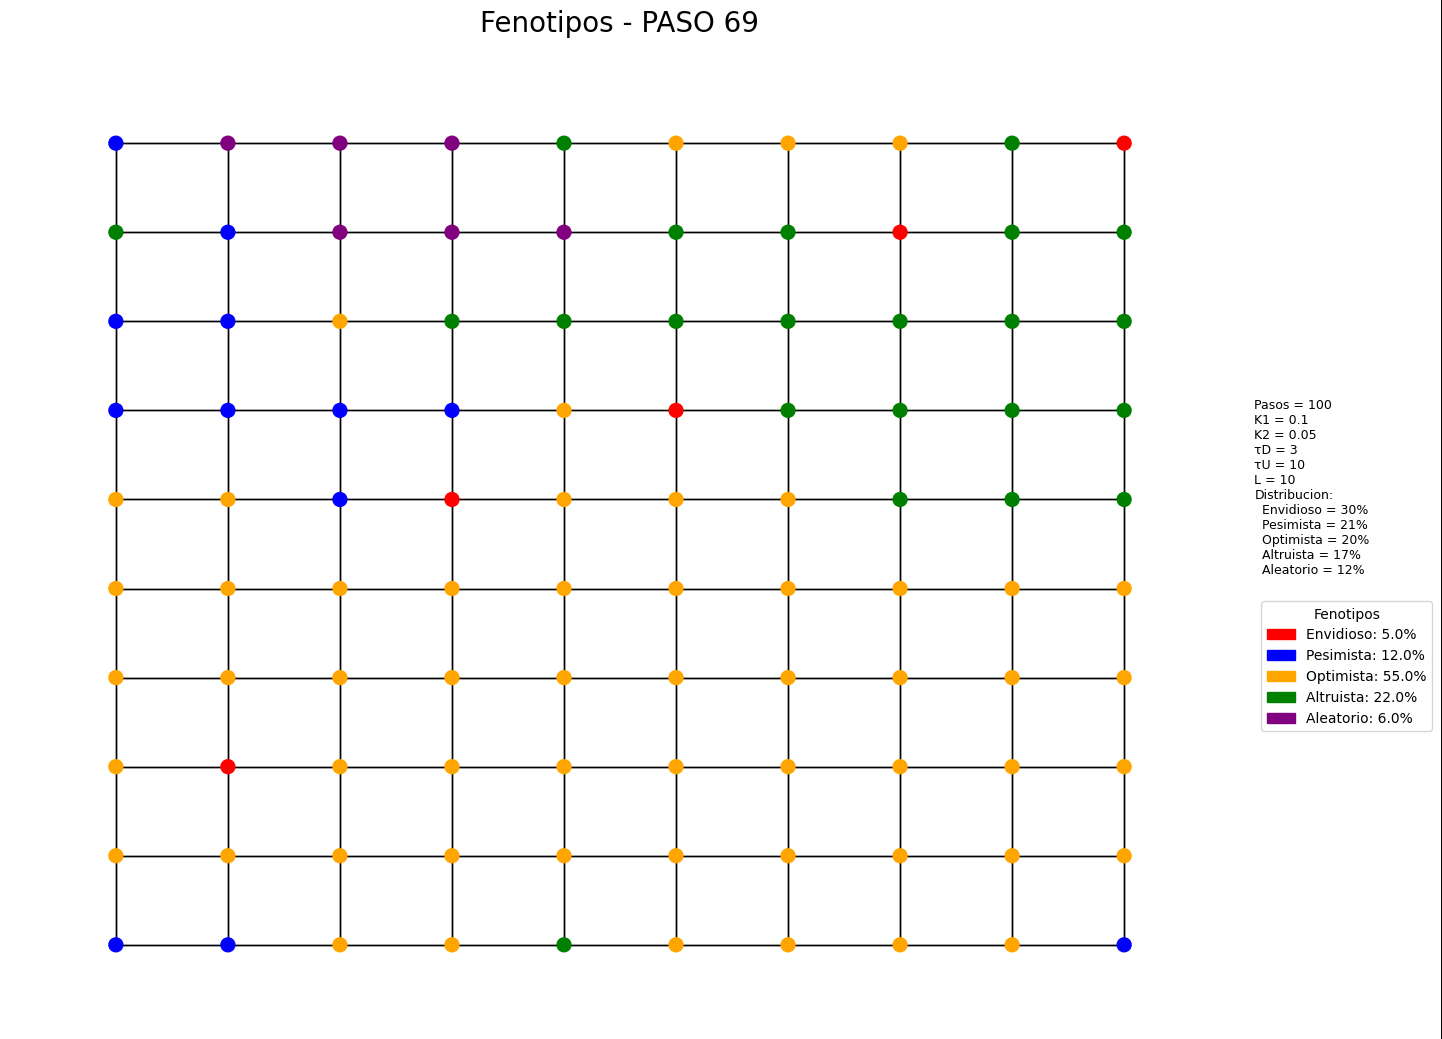 Fenotipos - PASO 69
Pasos = 100
K1 = 0.1
K2 = 0.05
τD = 3
τU = 10
L = 10
Distribucion:
Envidioso = 30%
Pesimista = 21%
Optimista = 20%
Altruista = 17%
Aleatorio = 12%
Fenotipos
Envidioso: 5.0%
Pesimista: 12.0%
Optimista: 55.0%
Altruista: 22.0%
Aleatorio: 6.0%